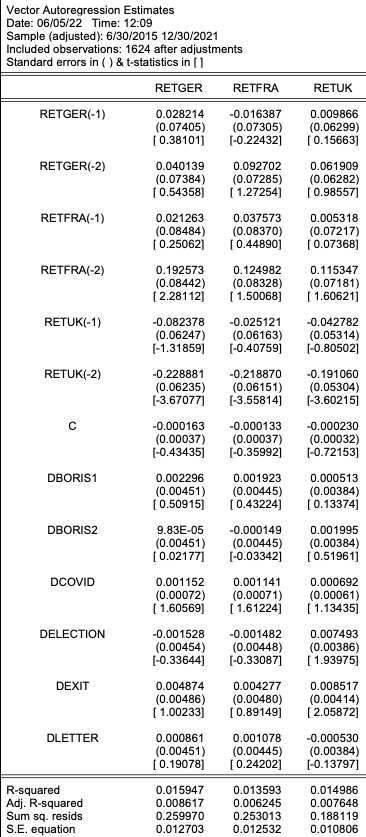 Vector Autoregression Estimates
Date: 06/05/22 Time: 12:09
Sample (adjusted): 6/30/2015 12/30/2021
Included observations: 1624 after adjustments
Standard errors in ( ) & t-statistics in [ ]
RETGER RETFRA RETUK
RETGER(-1) 0.028214 -0.016387 0.009866
(0.07405) (0.07305) (0.06299)
[ 0.38101] [-0.22432] [ 0.15663]
RETGER(-2) 0.040139 0.092702 0.061909
(0.07384) (0.07285) (0.06282)
[ 0.54358] [ 1.27254] [ 0.98557]
RETFRA(-1) 0.021263 0.037573 0.005318
(0.08484) (0.08370) (0.07217)
[ 0.25062] [ 0.44890] [ 0.07368]
RETFRA(-2) 0.192573 0.124982 0.115347
(0.08442) (0.08328) (0.07181)
[ 2.28112] [ 1.50068] [ 1.60621]
RETUK(-1) -0.082378 -0.025121 -0.042782
(0.06247) (0.06163) (0.05314)
[-1.31859] [-0.40759] [-0.80502]
RETUK(-2) -0.228881 -0.218870 -0.191060
(0.06235) (0.06151) (0.05304)
[-3.67077] [-3.55814] [-3.60215]
C -0.000163 -0.000133 -0.000230
(0.00037) (0.00037) (0.00032)
[-0.43435] [-0.35992] [-0.72153]
DBORIS1 0.002296 0.001923 0.000513
(0.00451) (0.00445) (0.00384)
[ 0.50915] [ 0.43224] [ 0.13374]
DBORIS2 9.83E-05 -0.000149 0.001995
(0.00451) (0.00445) (0.00384)
[ 0.02177] [-0.03342] [ 0.51961]
DCOVID 0.001152 0.001141 0.000692
(0.00072) (0.00071) (0.00061)
[ 1.60569] [ 1.61224] [ 1.13435]
DELECTION -0.001528 -0.001482 0.007493
(0.00454) (0.00448) (0.00386)
[-0.33644] [-0.33087] [ 1.93975]
DEXIT 0.004874 0.004277 0.008517
(0.00486) (0.00480) (0.00414)
[ 1.00233] [ 0.89149] [ 2.05872]
DLETTER 0.000861 0.001078 -0.000530
(0.00451) (0.00445) (0.00384)
[ 0.19078] [ 0.24202] [-0.13797]
R-squared 0.015947 0.013593 0.014986
Adj. R-squared 0.008617 0.006245 0.007648
Sum sq. resids 0.259970 0.253013 0.188119
S.E. equation 0.012703 0.012532 0.010806